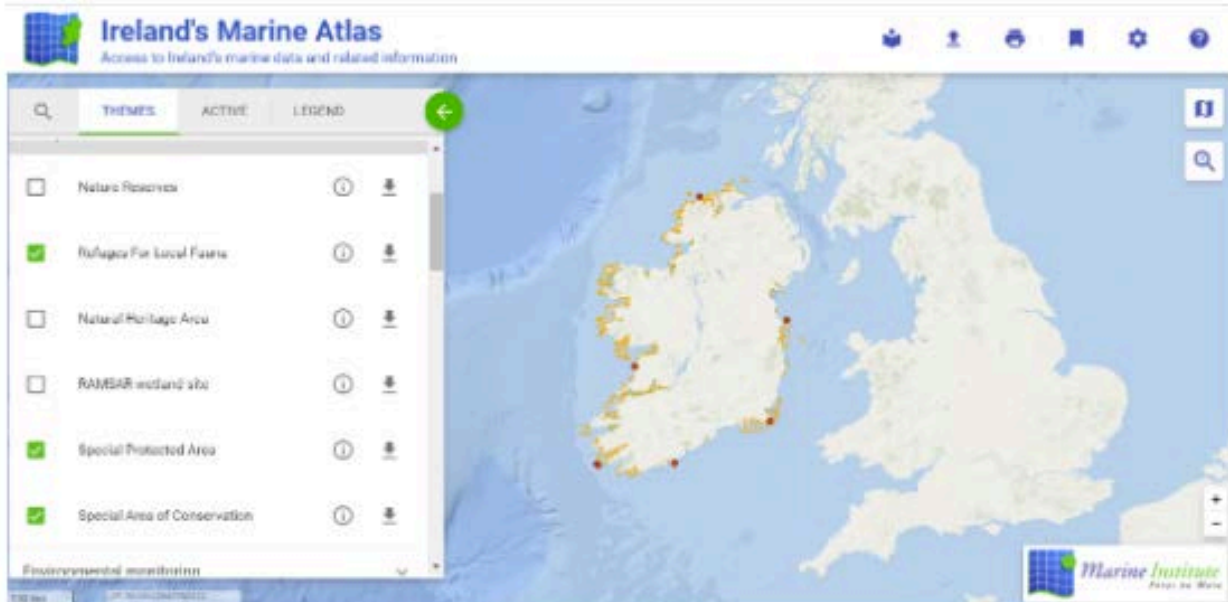 Ireland's Marine Atlas
Access to Ireland's marine data and related information
THEMES ACTIVE LEGEND
Nature Reserves
Refuges For Local Fauna
Natural Heritage Area
RAMSAR wetland site
Special Protected Area
Special Area of Conservation
Environmental monitoring
+
−
Marine Institute